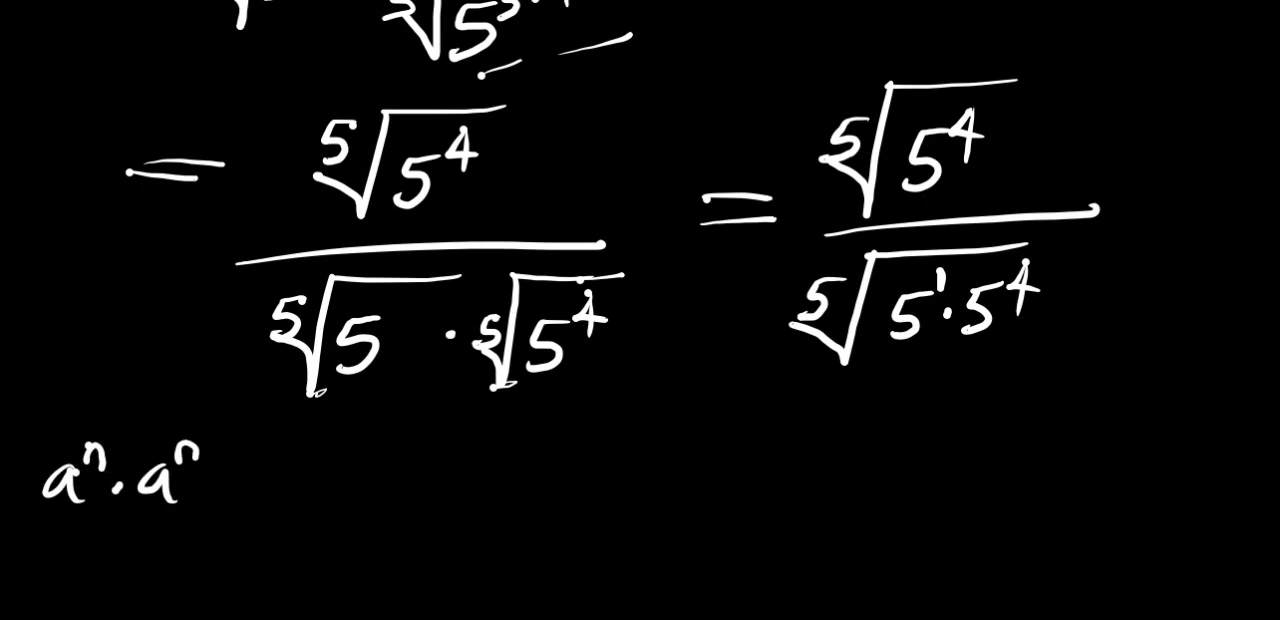 = ⁵√5⁴ / ⁵√5 · ⁵√5⁴ = ⁵√5⁴ / ⁵√5¹·5⁴
aⁿ · aⁿ